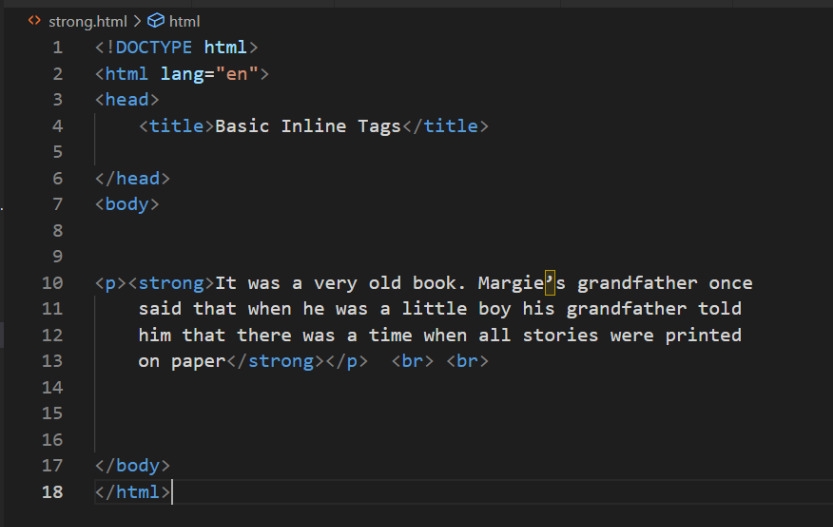 strong.html > html
1 <!DOCTYPE html>
2 <html lang="en">
3 <head>
4     <title>Basic Inline Tags</title>
5
6 </head>
7 <body>
8
9
10 <p><strong>It was a very old book. Margie’s grandfather once
11     said that when he was a little boy his grandfather told
12     him that there was a time when all stories were printed
13     on paper</strong></p>  <br> <br>
14
15
16
17 </body>
18 </html>